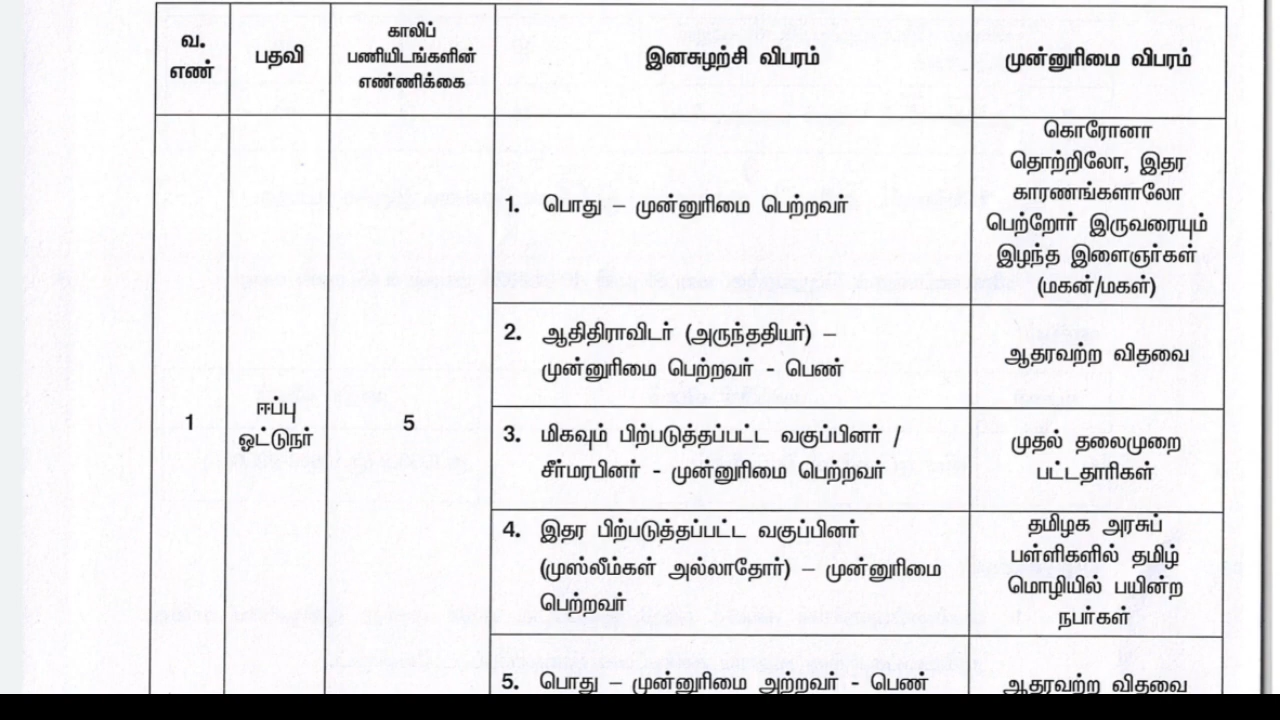 வ.
எண்
பதவி
காலிப்
பணியிடங்களின்
எண்ணிக்கை
இனசுழற்சி விபரம்
முன்னுரிமை விபரம்
1
ஈப்பு
ஓட்டுநர்
5
1. பொது – முன்னுரிமை பெற்றவர்
கொரோனா
தொற்றிலோ, இதர
காரணங்களாலோ
பெற்றோர் இருவரையும்
இழந்த இளைஞர்கள்
(மகன்/மகள்)
2. ஆதிதிராவிடர் (அருந்ததியர்) –
முன்னுரிமை பெற்றவர் - பெண்
ஆதரவற்ற விதவை
3. மிகவும் பிற்படுத்தப்பட்ட வகுப்பினர் /
சீர்மரபினர் - முன்னுரிமை பெற்றவர்
முதல் தலைமுறை
பட்டதாரிகள்
4. இதர பிற்படுத்தப்பட்ட வகுப்பினர்
(முஸ்லீம்கள் அல்லாதோர்) – முன்னுரிமை
பெற்றவர்
தமிழக அரசுப்
பள்ளிகளில் தமிழ்
மொழியில் பயின்ற
நபர்கள்
5. பொது – முன்னுரிமை அற்றவர் - பெண்
ஆதரவற்ற விதவை